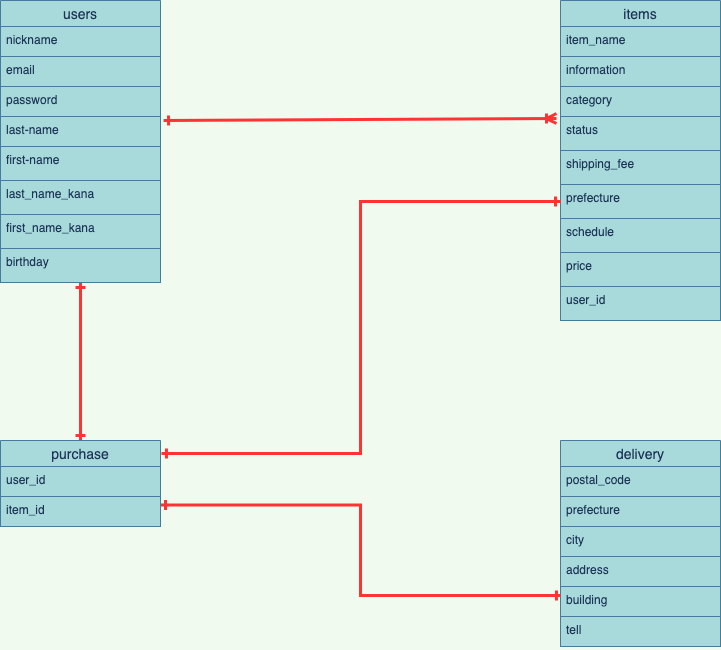 users
nickname
email
password
last-name
first-name
last_name_kana
first_name_kana
birthday
items
item_name
information
category
status
shipping_fee
prefecture
schedule
price
user_id
purchase
user_id
item_id
delivery
postal_code
prefecture
city
address
building
tell